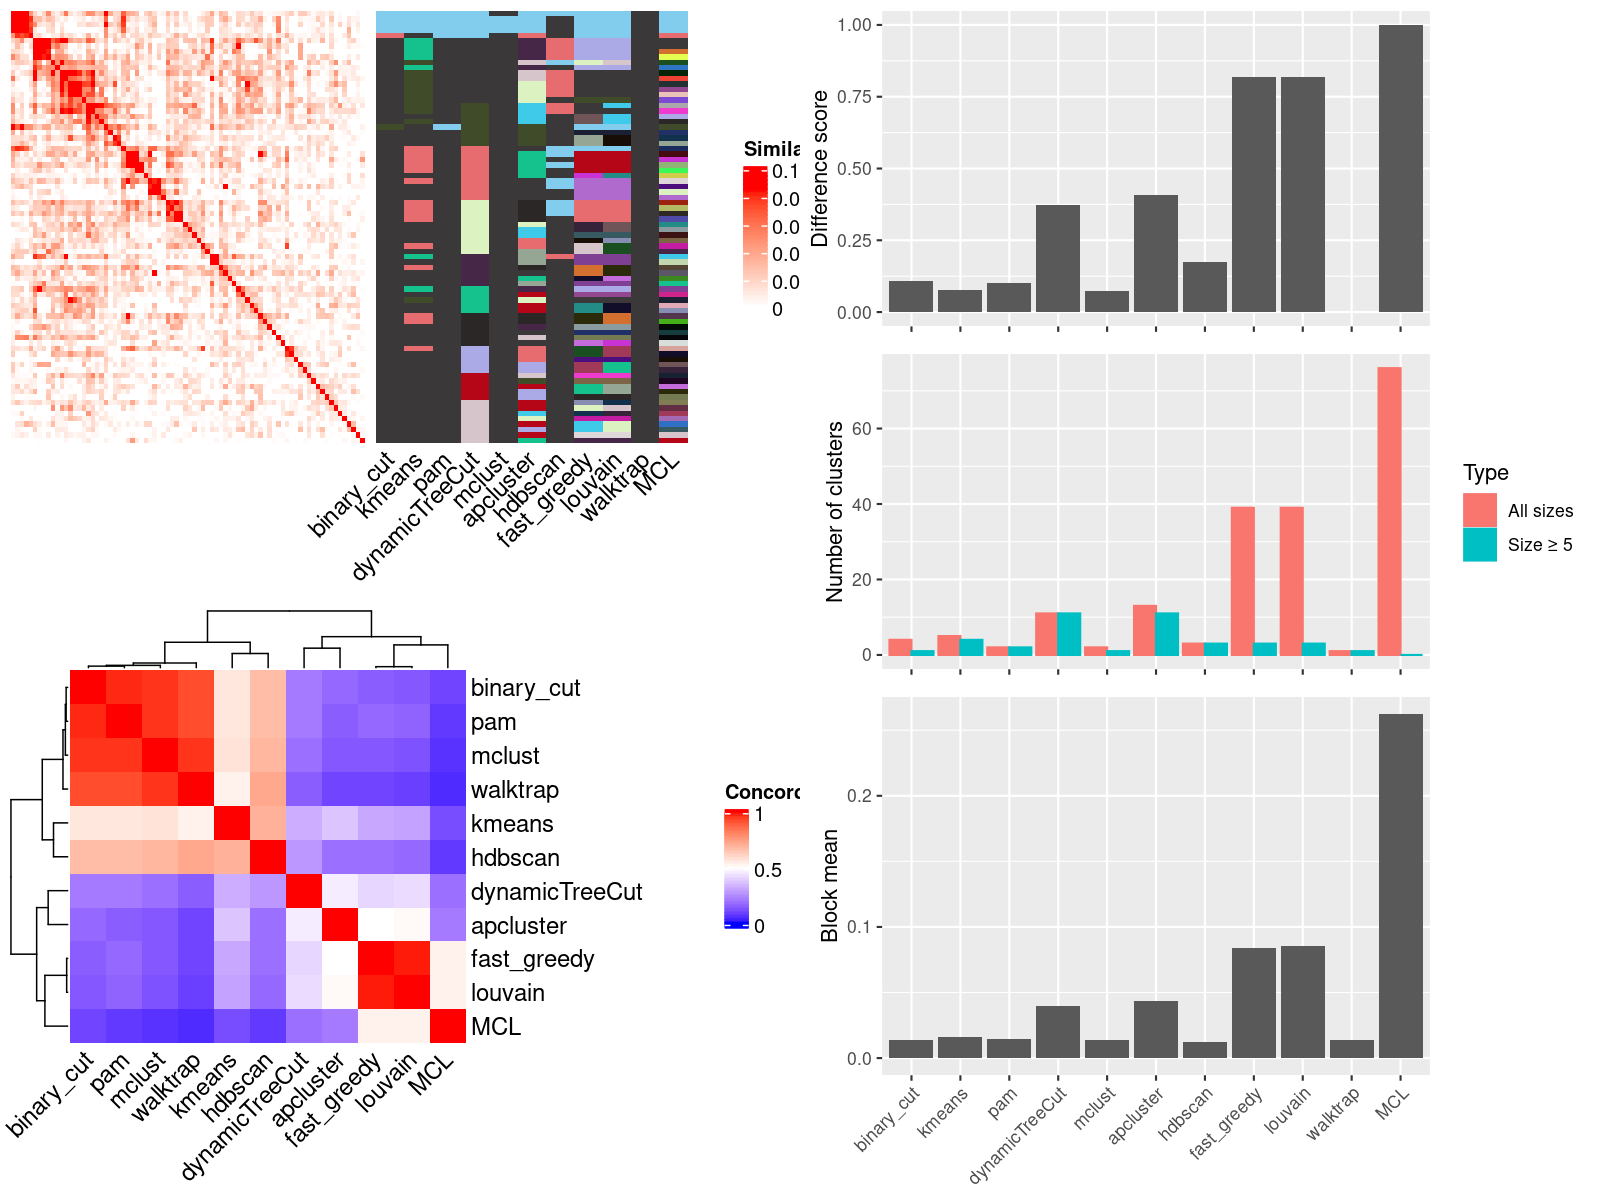 Simila
0.1
0.0
0.0
0.0
0
binary_cut
kmeans
pam
dynamicTreeCut
mclust
apcluster
hdbscan
fast_greedy
louvain
walktrap
MCL
Concord
1
0.5
0
binary_cut
pam
mclust
walktrap
kmeans
hdbscan
dynamicTreeCut
apcluster
fast_greedy
louvain
MCL
binary_cut
pam
mclust
walktrap
kmeans
hdbscan
dynamicTreeCut
apcluster
fast_greedy
louvain
MCL
Difference score
1.00
0.75
0.50
0.25
0.00
Number of clusters
60
40
20
0
Type
All sizes
Size ≥ 5
Block mean
0.2
0.1
0.0
binary_cut
kmeans
pam
dynamicTreeCut
mclust
apcluster
hdbscan
fast_greedy
louvain
walktrap
MCL